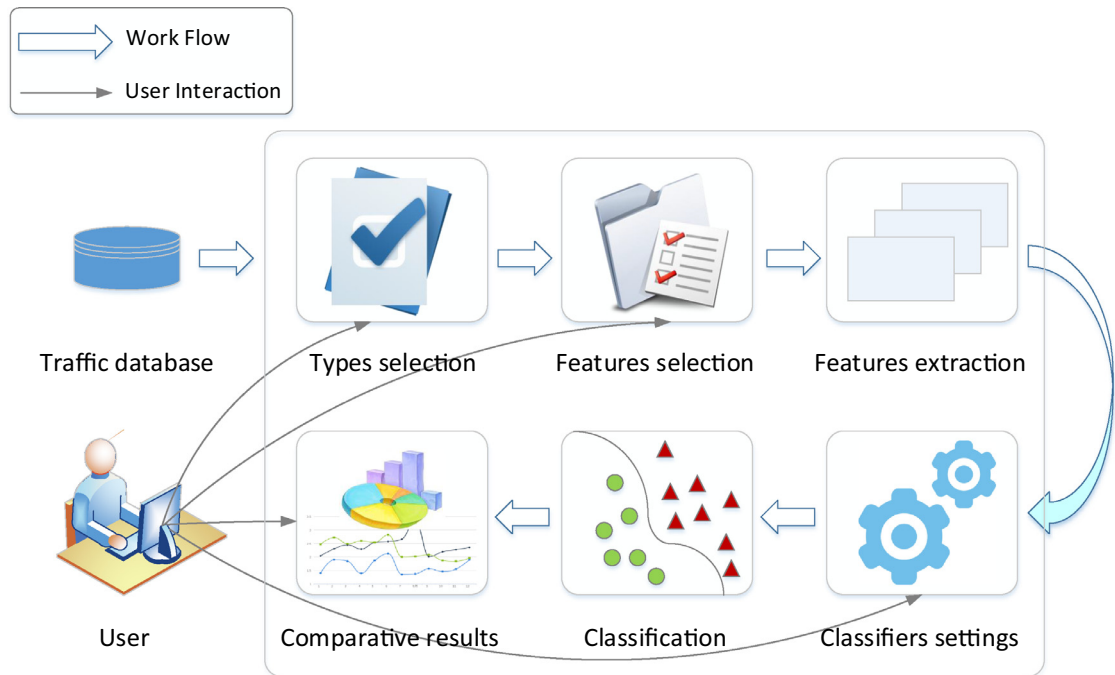 Work Flow
User Interaction
Traffic database
Types selection
Features selection
Features extraction
User
Comparative results
Classification
Classifiers settings